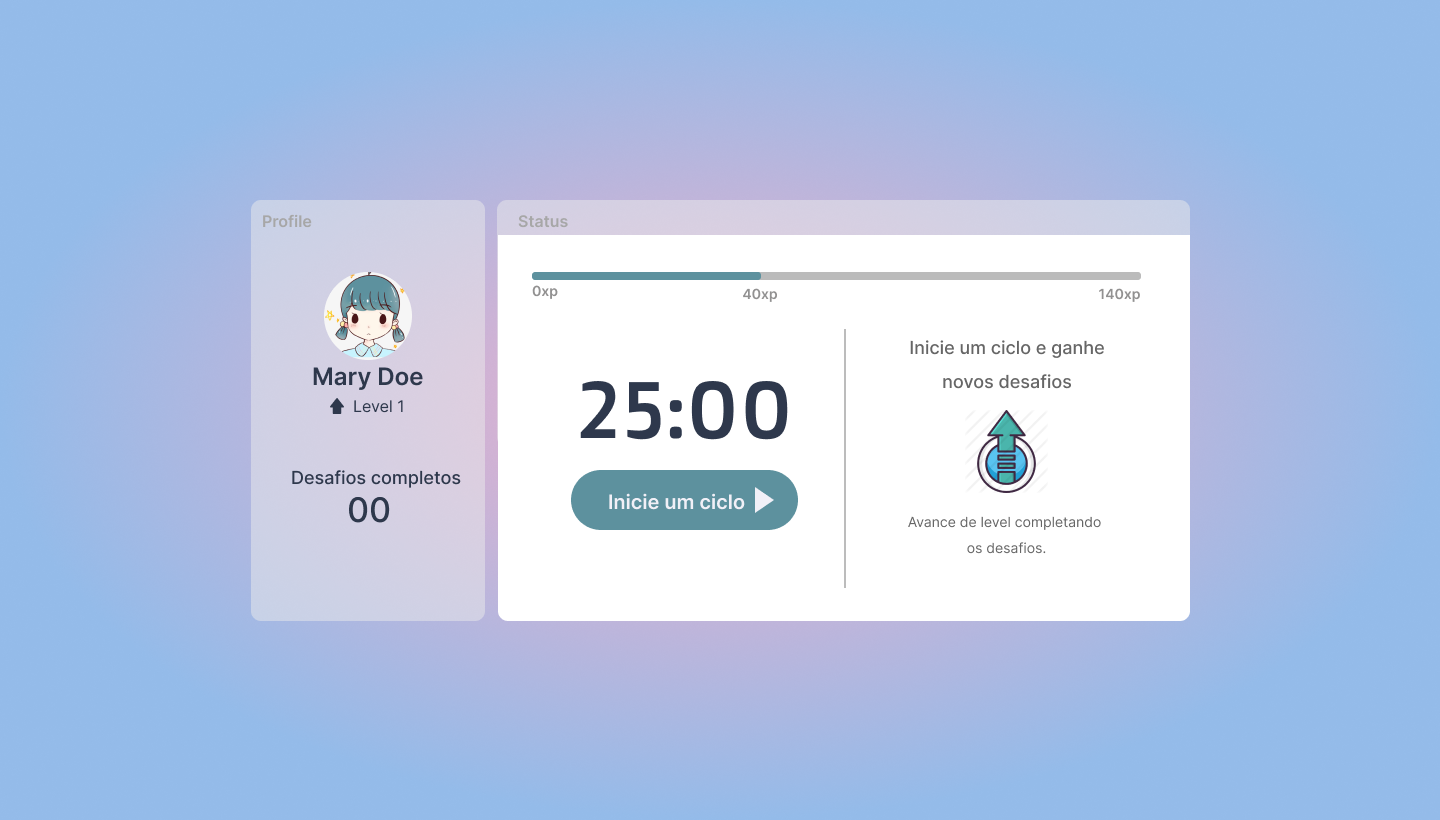 Profile
Mary Doe
Level 1
Desafios completos
00
Status
0xp
40xp
140xp
25:00
Inicie um ciclo
Inicie um ciclo e ganhe
novos desafios
Avance de level completando
os desafios.